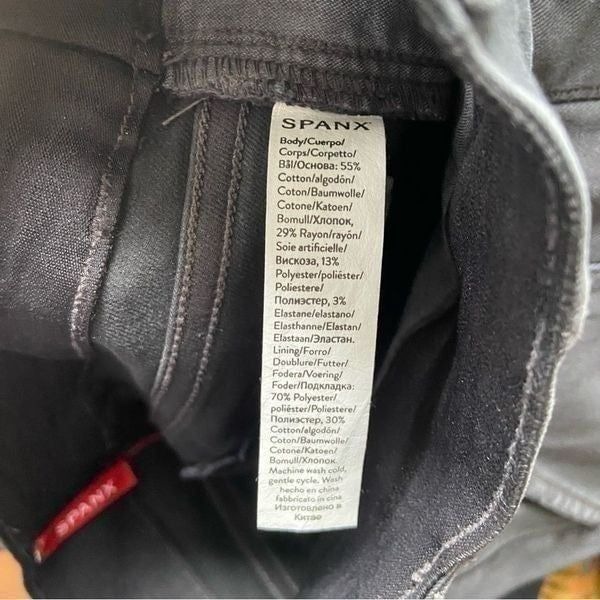 SPANX
Body/Cuerpo/
Corps/Corpetto/
Bål/Основа: 55%
Cotton/algodón/
Coton/Baumwolle/
Cotone/Katoen/
Bomull/Хлопок,
29% Rayon/rayón/
Soie artificielle/
Вискоза, 13%
Polyester/poliéster/
Poliestere/
Полиэстер, 3%
Elastane/elastano/
Elasthanne/Elastan/
Elastaan/Эластан.
Lining/Forro/
Doublure/Futter/
Fodera/Voering/
Foder/Подкладка:
70% Polyester/
poliéster/Poliestere/
Полиэстер, 30%
Cotton/algodón/
Coton/Baumwolle/
Cotone/Katoen/
Bomull/Хлопок.
Machine wash cold,
gentle cycle. Wash
hecho en china
fabbricato in cina
Изготовлено в
Китае
SPANX